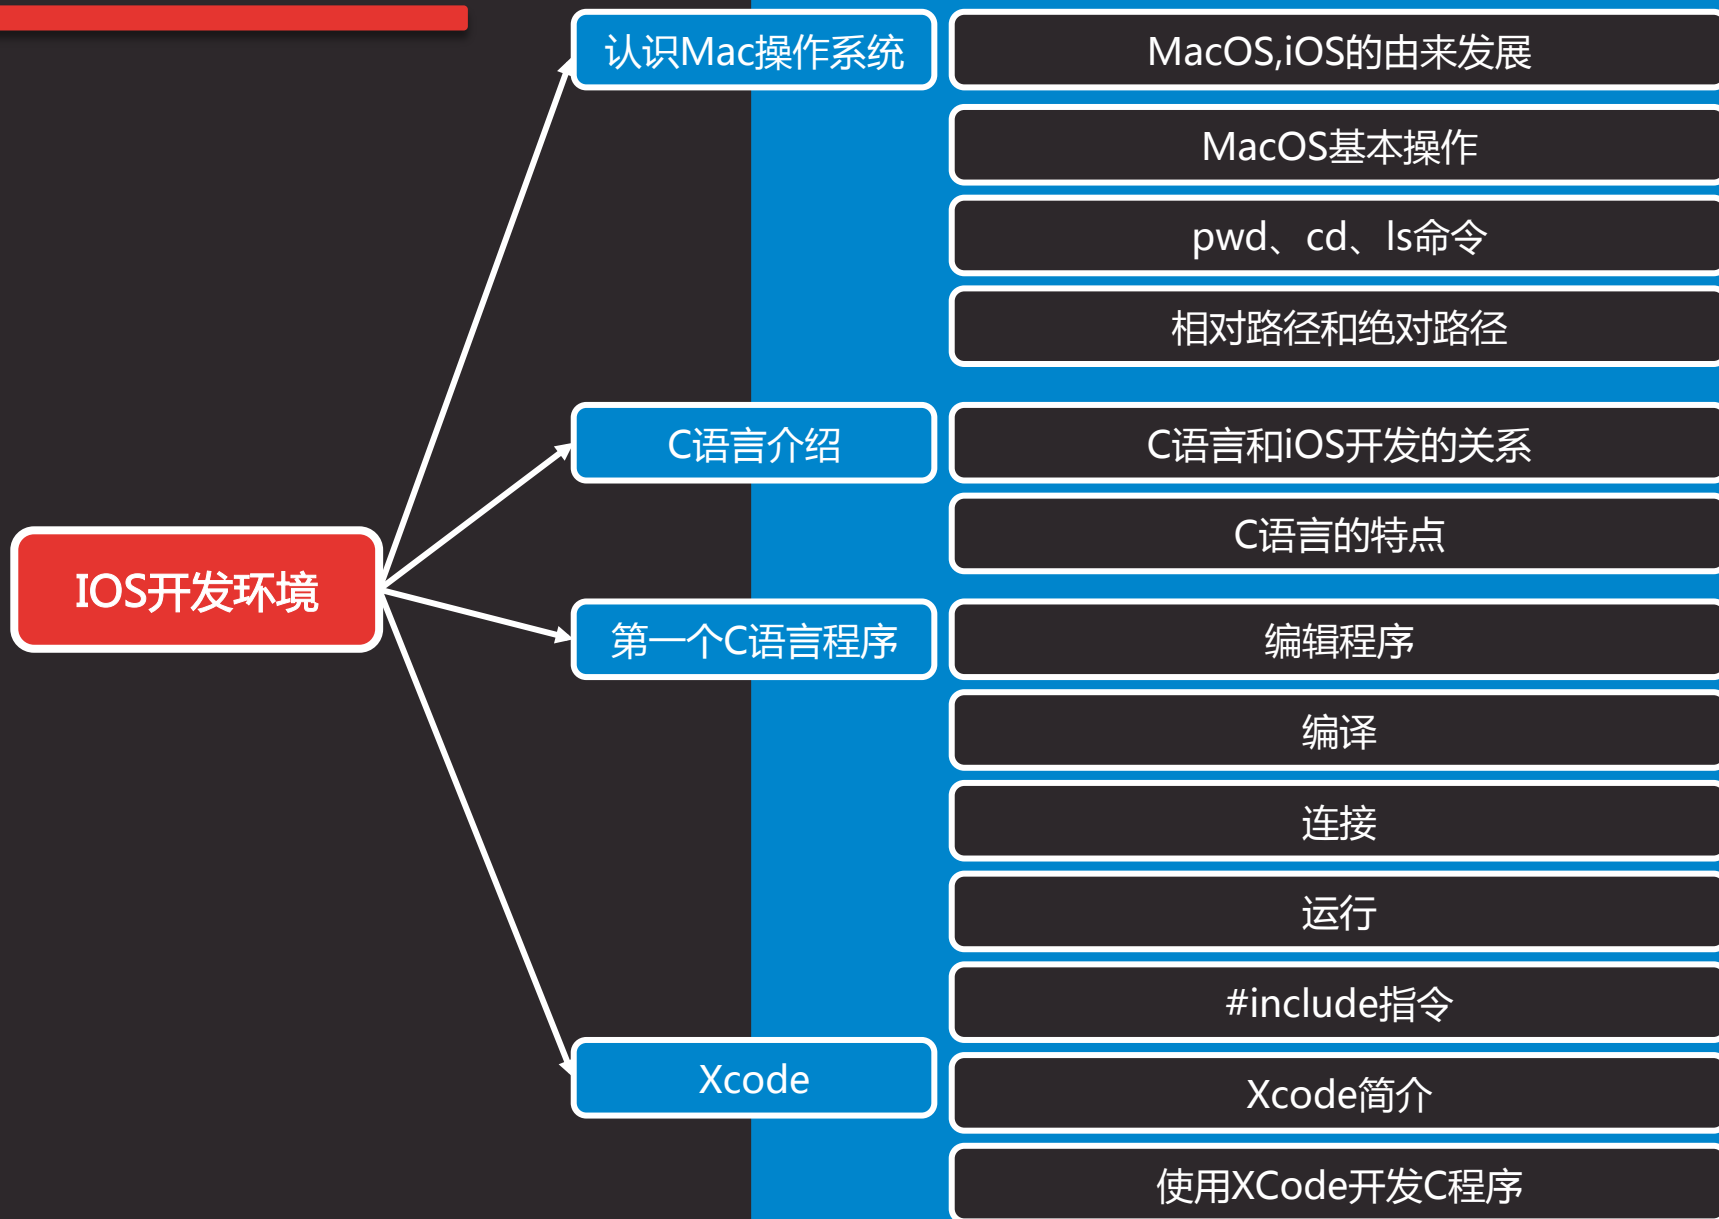 认识Mac操作系统
MacOS,iOS的由来发展
MacOS基本操作
pwd、cd、ls命令
相对路径和绝对路径
C语言介绍
C语言和iOS开发的关系
C语言的特点
IOS开发环境
第一个C语言程序
编辑程序
编译
连接
运行
#include指令
Xcode
Xcode简介
使用XCode开发C程序